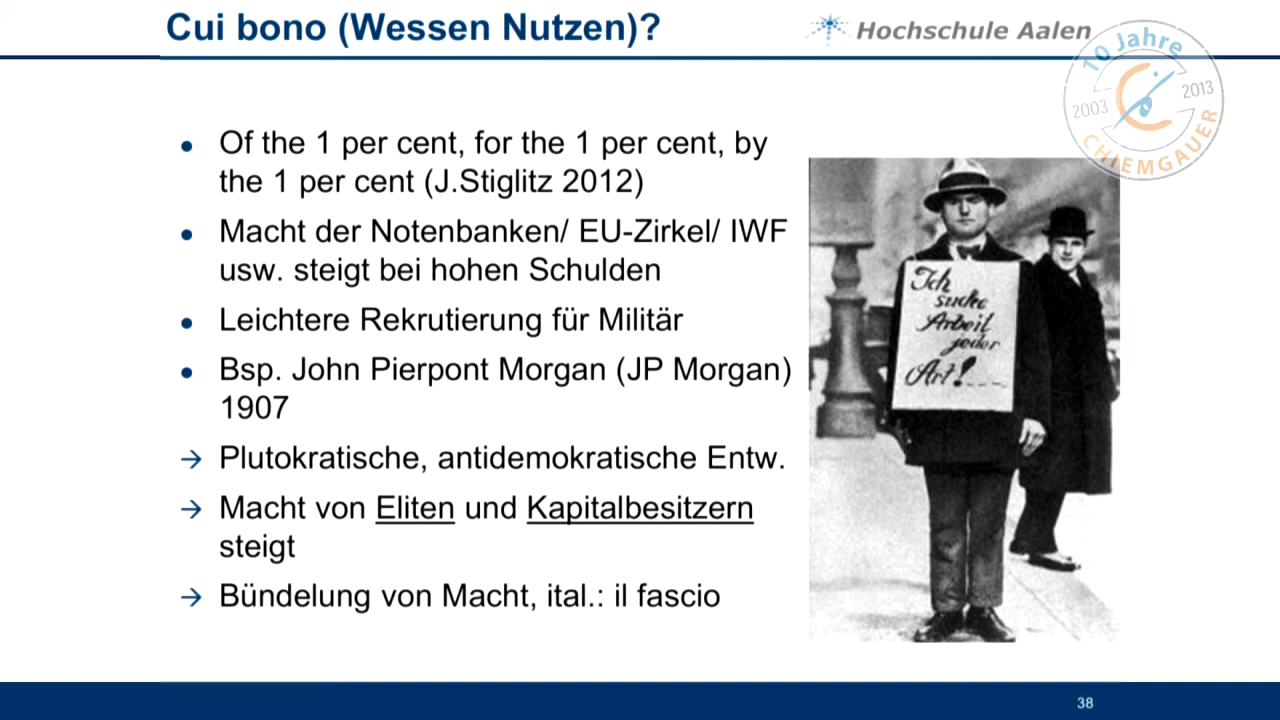 Cui bono (Wessen Nutzen)?
Hochschule Aalen
10 Jahre
2003
2013
CHIEMGAUER
Of the 1 per cent, for the 1 per cent, by
the 1 per cent (J.Stiglitz 2012)
Macht der Notenbanken/ EU-Zirkel/ IWF
usw. steigt bei hohen Schulden
Leichtere Rekrutierung für Militär
Bsp. John Pierpont Morgan (JP Morgan)
1907
→ Plutokratische, antidemokratische Entw.
→ Macht von Eliten und Kapitalbesitzern
steigt
→ Bündelung von Macht, ital.: il fascio
Ich
suche
Arbeit
jeder
Art!
38